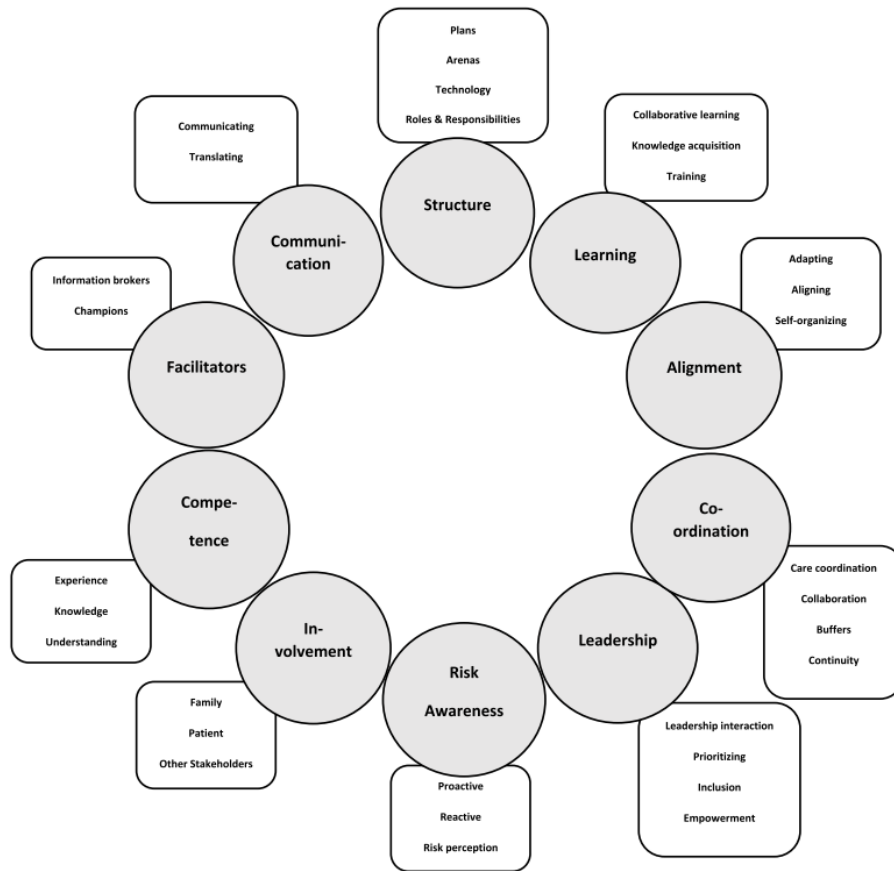 Plans
Arenas
Technology
Roles & Responsibilities
Structure
Collaborative learning
Knowledge acquisition
Training
Learning
Adapting
Aligning
Self-organizing
Alignment
Co-
ordination
Care coordination
Collaboration
Buffers
Continuity
Leadership
Leadership interaction
Prioritizing
Inclusion
Empowerment
Risk
Awareness
Proactive
Reactive
Risk perception
In-
volvement
Family
Patient
Other Stakeholders
Compe-
tence
Experience
Knowledge
Understanding
Facilitators
Information brokers
Champions
Communi-
cation
Communicating
Translating